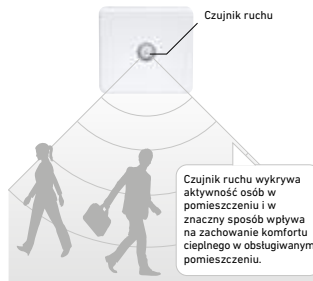 Czujnik ruchu
Czujnik ruchu wykrywa
aktywność osób w
pomieszczeniu i w
znaczny sposób wpływa
na zachowanie komfortu
cieplnego w obsługiwanym
pomieszczeniu.